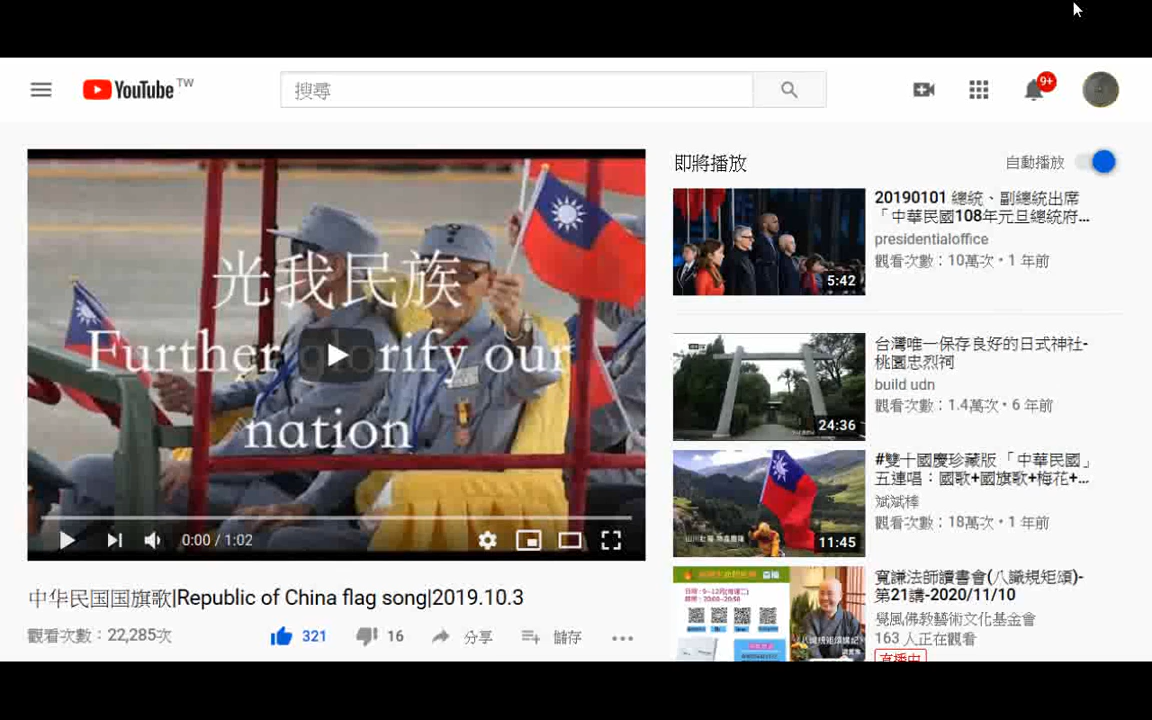 YouTube TW
搜尋
9+
光我民族
Further glorify our
nation
0:00 / 1:02
中华民国国旗歌|Republic of China flag song|2019.10.3
觀看次數：22,285次
321
16
分享
儲存
即將播放
自動播放
5:42
20190101 總統、副總統出席
「中華民國108年元旦總統府...
presidentialoffice
觀看次數：10萬次 • 1 年前
24:36
台灣唯一保存良好的日式神社-
桃園忠烈祠
build udn
觀看次數：1.4萬次 • 6 年前
11:45
#雙十國慶珍藏版 「中華民國」
五連唱：國歌+國旗歌+梅花+...
斌斌棒
觀看次數：18萬次 • 1 年前
寬謙法師讀書會(八識規矩頌)-
第21講-2020/11/10
覺風佛教藝術文化基金會
163 人正在觀看
直播中